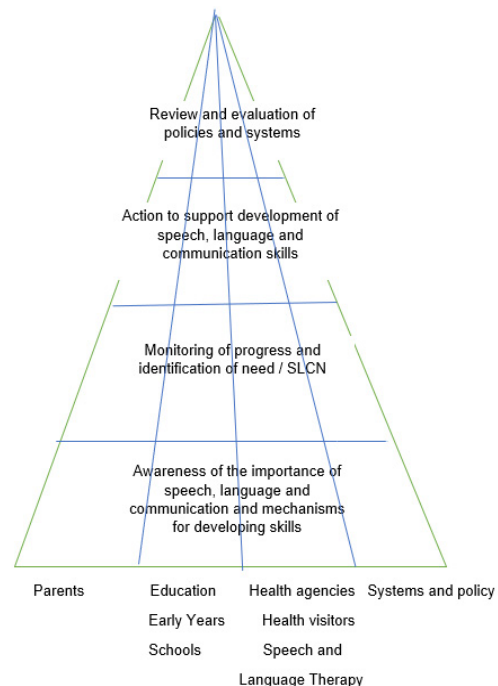 Review and evaluation of
policies and systems
Action to support development of
speech, language and
communication skills
Monitoring of progress and
identification of need / SLCN
Awareness of the importance of
speech, language and
communication and mechanisms
for developing skills
Parents
Education
Early Years
Schools
Health agencies
Health visitors
Speech and
Language Therapy
Systems and policy